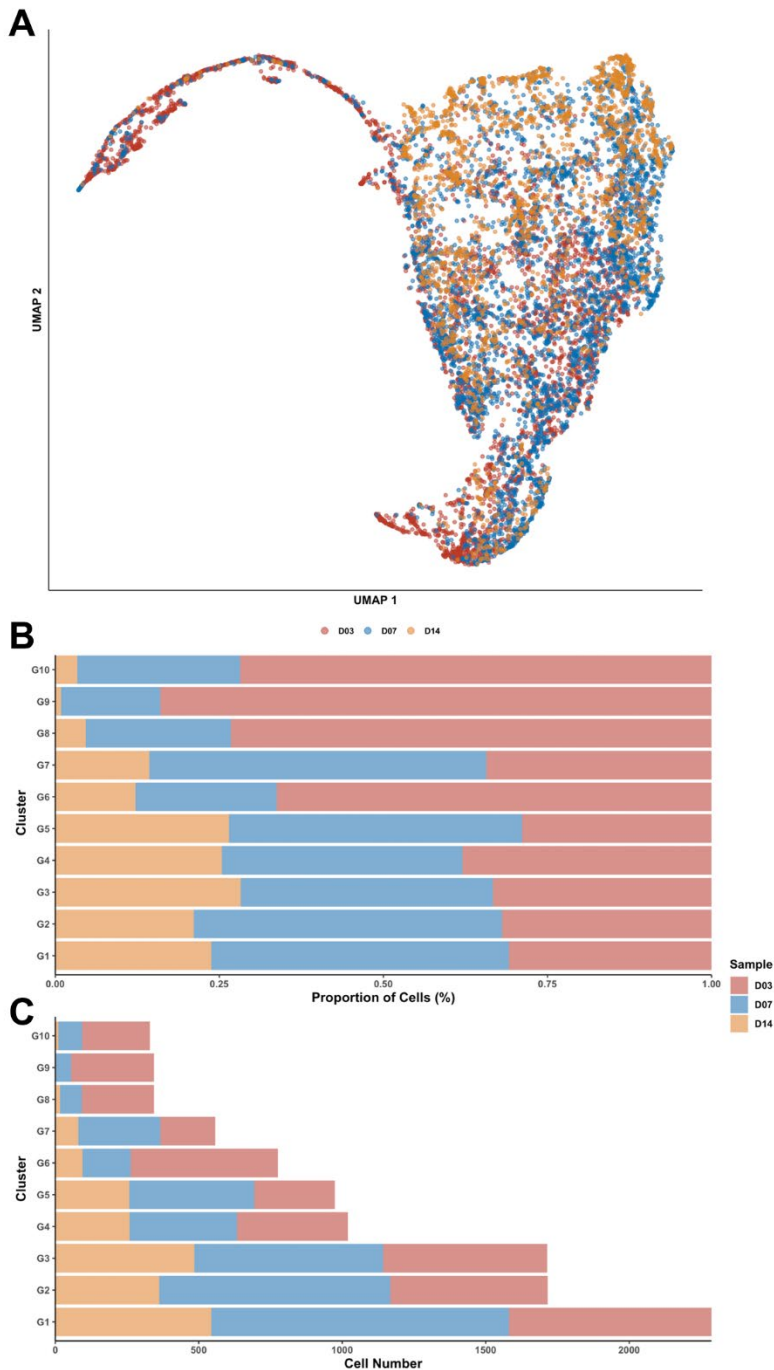 A
UMAP 2
UMAP 1
D03 D07 D14
B
Cluster
G10
G9
G8
G7
G6
G5
G4
G3
G2
G1
0.00 0.25 0.50 0.75 1.00
Proportion of Cells (%)
Sample
D03
D07
D14
C
Cluster
G10
G9
G8
G7
G6
G5
G4
G3
G2
G1
0 500 1000 1500 2000
Cell Number